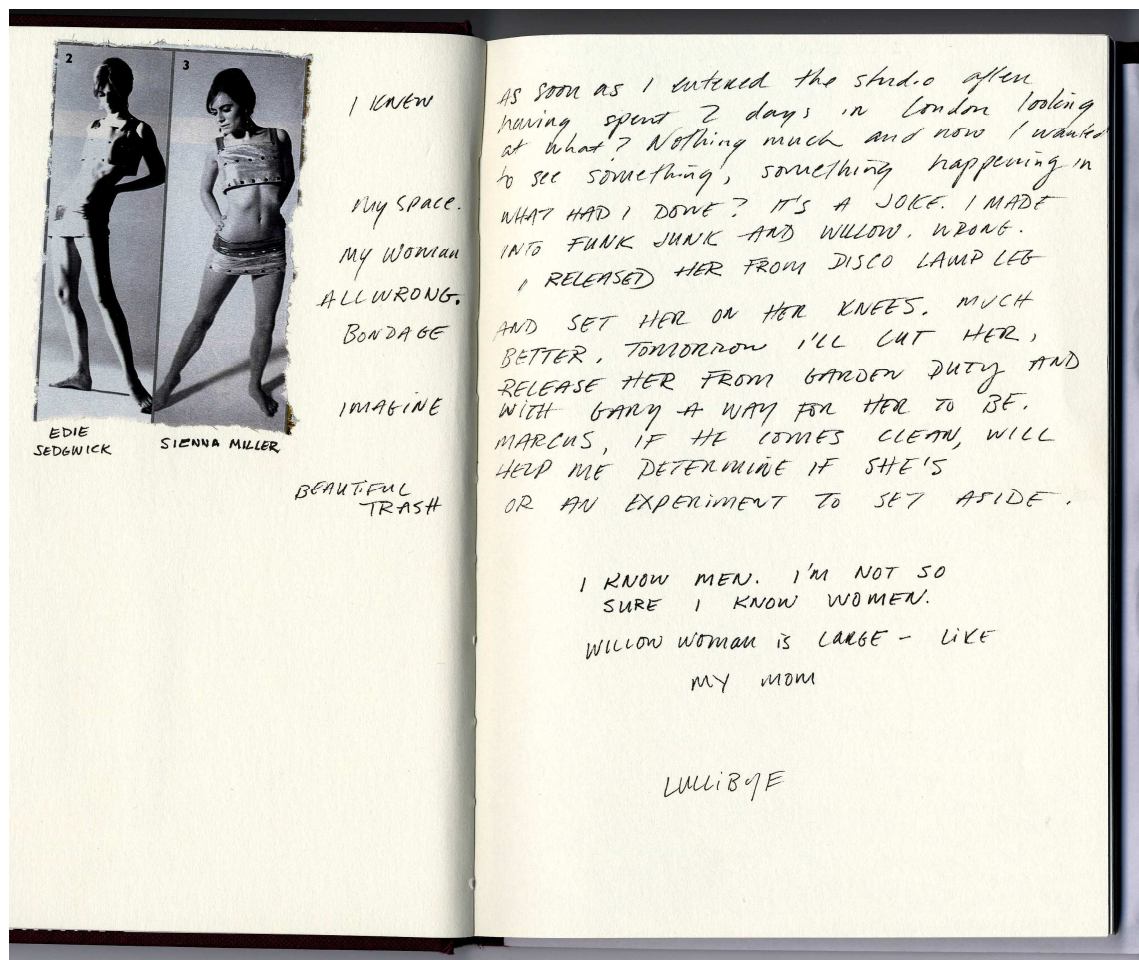 2
3
EDIE
SEDGWICK
SIENNA MILLER
I KNEW
my space.
my woman
ALL WRONG.
BONDAGE
IMAGINE
BEAUTIFUL
TRASH
As soon as I entered the studio after
having spent 2 days in London looking
at what? Nothing much and now I wanted
to see something, something happening in
WHAT HAD I DONE? IT'S A JOKE. I MADE
INTO FUNK JUNK AND WILLOW. WRONG.
I RELEASED HER FROM DISCO LAMP LEG
AND SET HER ON HER KNEES. MUCH
BETTER. TOMORROW I'LL CUT HER,
RELEASE HER FROM GARDEN DUTY AND
WITH GARY A WAY FOR HER TO BE.
MARCUS, IF HE COMES CLEAN, WILL
HELP ME DETERMINE IF SHE'S
OR AN EXPERIMENT TO SET ASIDE.
I KNOW MEN. I'M NOT SO
SURE I KNOW WOMEN.
WILLOW WOMAN IS LARGE - LIKE
MY MOM
LULLIBYE